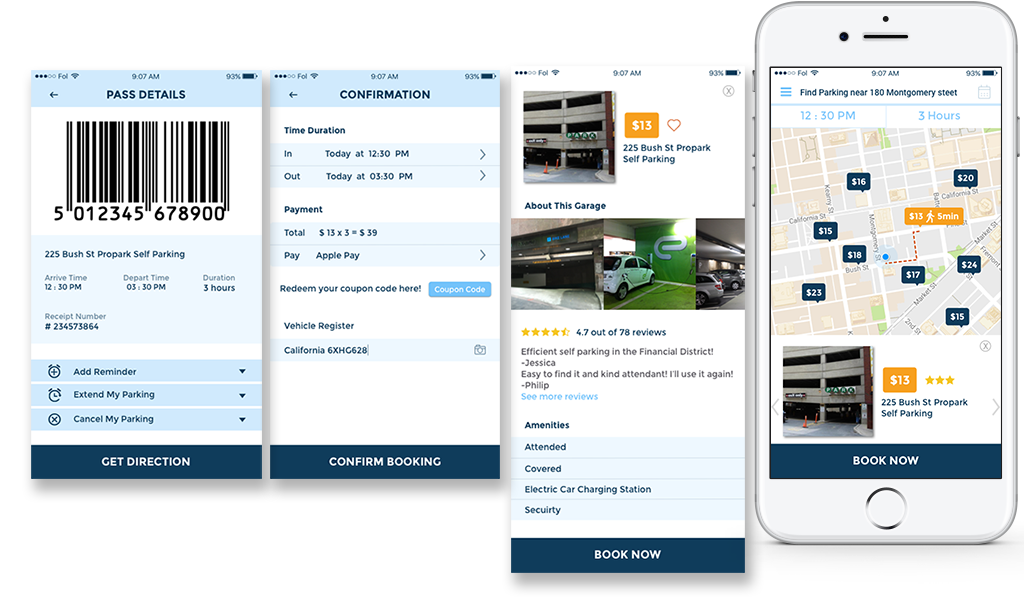 Fol 9:07 AM 93%
PASS DETAILS
5 012345 678900
225 Bush St Propark Self Parking
Arrive Time Depart Time Duration
12 : 30 PM 03 : 30 PM 3 hours
Receipt Number
# 234573864
Add Reminder
Extend My Parking
Cancel My Parking
GET DIRECTION
Fol 9:07 AM 93%
CONFIRMATION
Time Duration
In Today at 12:30 PM
Out Today at 03:30 PM
Payment
Total $ 13 x 3 = $ 39
Pay Apple Pay
Redeem your coupon code here! Coupon Code
Vehicle Register
California 6XHG628
CONFIRM BOOKING
Fol 9:07 AM 93%
$13
225 Bush St Propark
Self Parking
About This Garage
4.7 out of 78 reviews
Efficient self parking in the Financial District!
-Jessica
Easy to find it and kind attendant! I'll use it again!
-Philip
See more reviews
Amenities
Attended
Covered
Electric Car Charging Station
Secuirty
BOOK NOW
Fol 9:07 AM 93%
Find Parking near 180 Montgomery steet
12 : 30 PM 3 Hours
$16
$20
California St
Kearny St
$13 5min
California St
Montgomery St
$15
$18
Bush St
$17
$24
Market St
Fremont
$23
Market St
2nd St
$15
$13
225 Bush St Propark
Self Parking
BOOK NOW